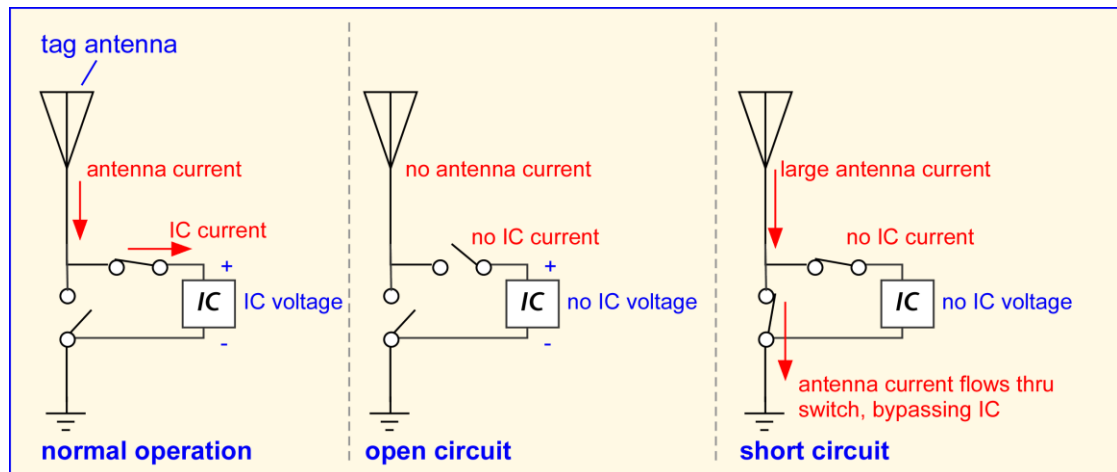 tag antenna
antenna current
IC current
+
IC
IC voltage
-
normal operation
no antenna current
no IC current
+
IC
no IC voltage
-
open circuit
large antenna current
no IC current
IC
no IC voltage
antenna current flows thru
switch, bypassing IC
short circuit